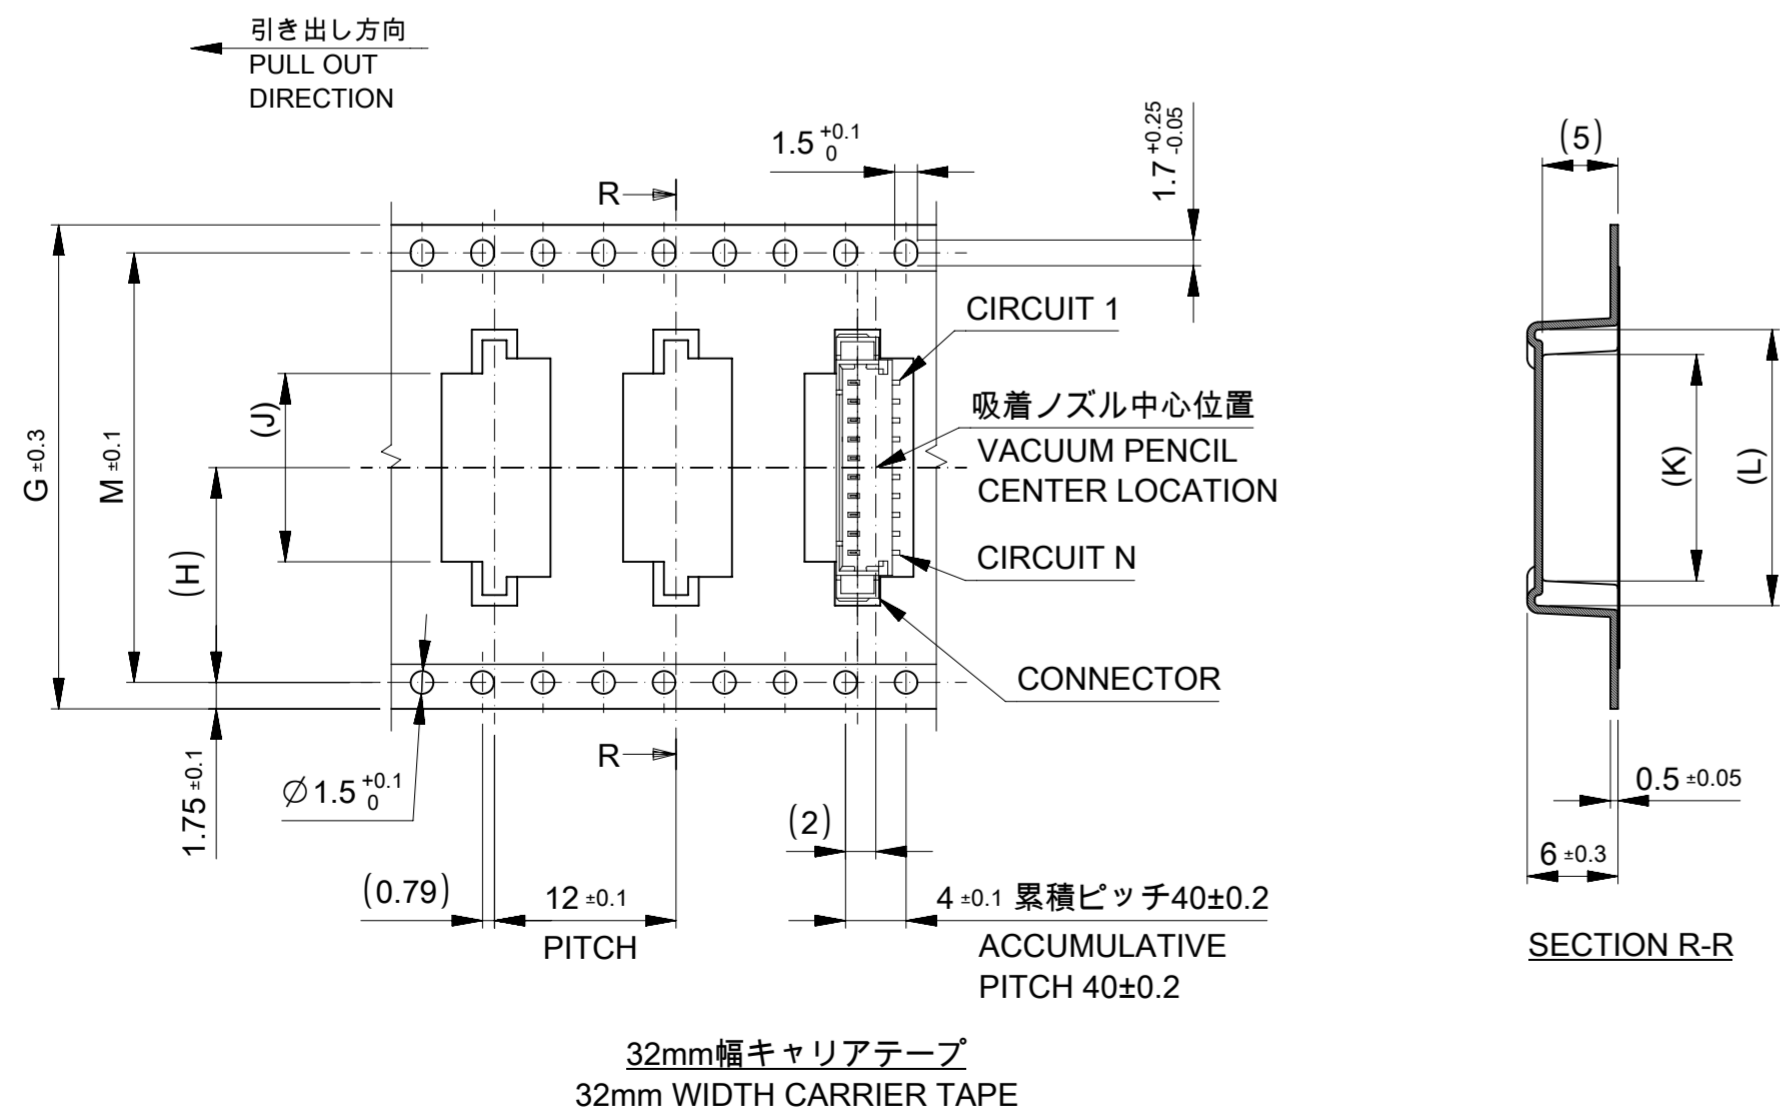 引き出し方向
PULL OUT
DIRECTION
1.5 +0.1 0
1.7 +0.25 -0.05
(5)
R
R
CIRCUIT 1
吸着ノズル中心位置
VACUUM PENCIL
CENTER LOCATION
CIRCUIT N
CONNECTOR
G ±0.3
M ±0.1
(J)
(H)
(K)
(L)
1.75 ±0.1
∅1.5 +0.1 0
(0.79)
12 ±0.1
PITCH
(2)
4 ±0.1 累積ピッチ40±0.2
ACCUMULATIVE
PITCH 40±0.2
0.5 ±0.05
6 ±0.3
SECTION R-R
32mm幅キャリアテープ
32mm WIDTH CARRIER TAPE